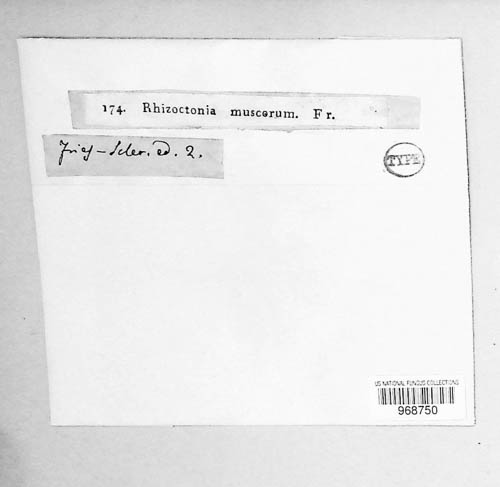 174. Rhizoctonia muscorum. Fr.
Fries – Scler. ed. 2.
TYPE
US NATIONAL FUNGUS COLLECTIONS
968750